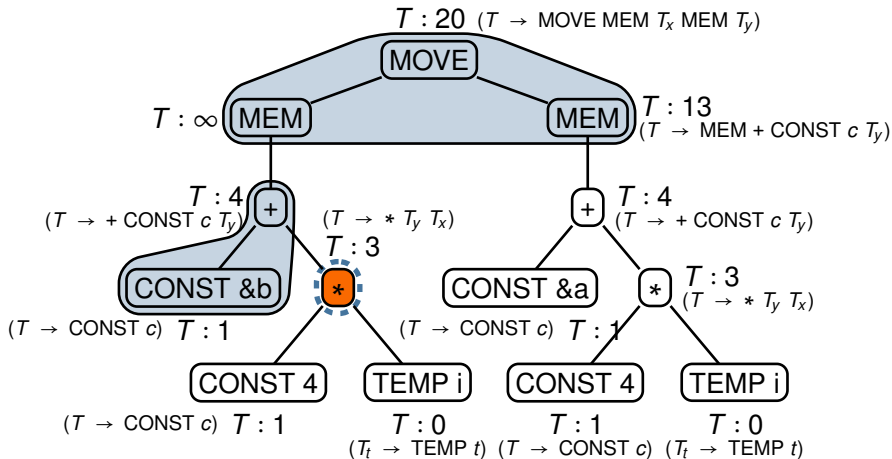 T : 20 (T → MOVE MEM Tx MEM Ty)
MOVE
T : ∞ MEM
MEM T : 13
(T → MEM + CONST c Ty)
T : 4
(T → + CONST c Ty)
+
(T → * Ty Tx)
T : 3
+
T : 4
(T → + CONST c Ty)
CONST &b
*
CONST &a
*
T : 3
(T → * Ty Tx)
(T → CONST c) T : 1
(T → CONST c) T : 1
CONST 4
TEMP i
CONST 4
TEMP i
(T → CONST c) T : 1
T : 0
(Tt → TEMP t)
T : 1
(T → CONST c)
T : 0
(Tt → TEMP t)